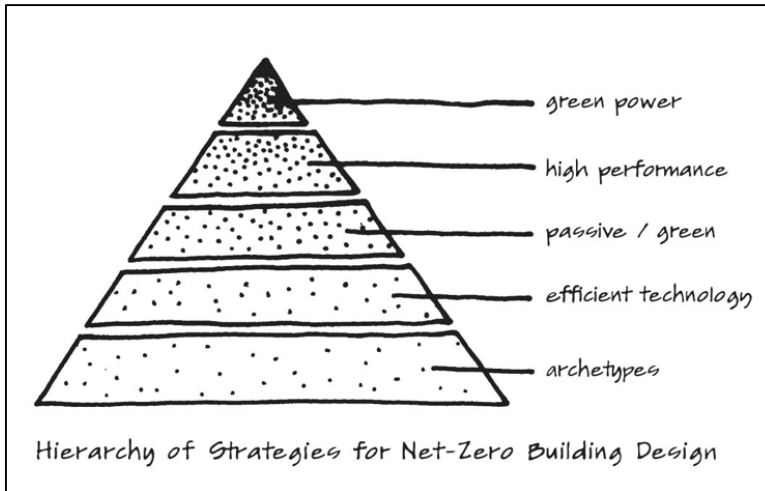 green power
high performance
passive / green
efficient technology
archetypes
Hierarchy of Strategies for Net-Zero Building Design